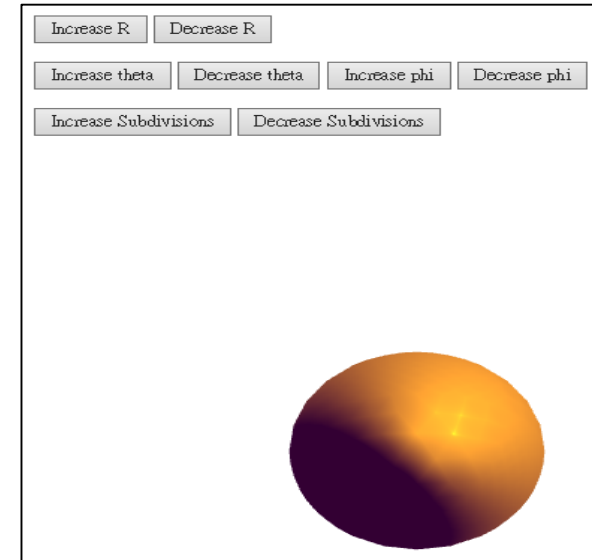 Increase R Decrease R
Increase theta Decrease theta Increase phi Decrease phi
Increase Subdivisions Decrease Subdivisions